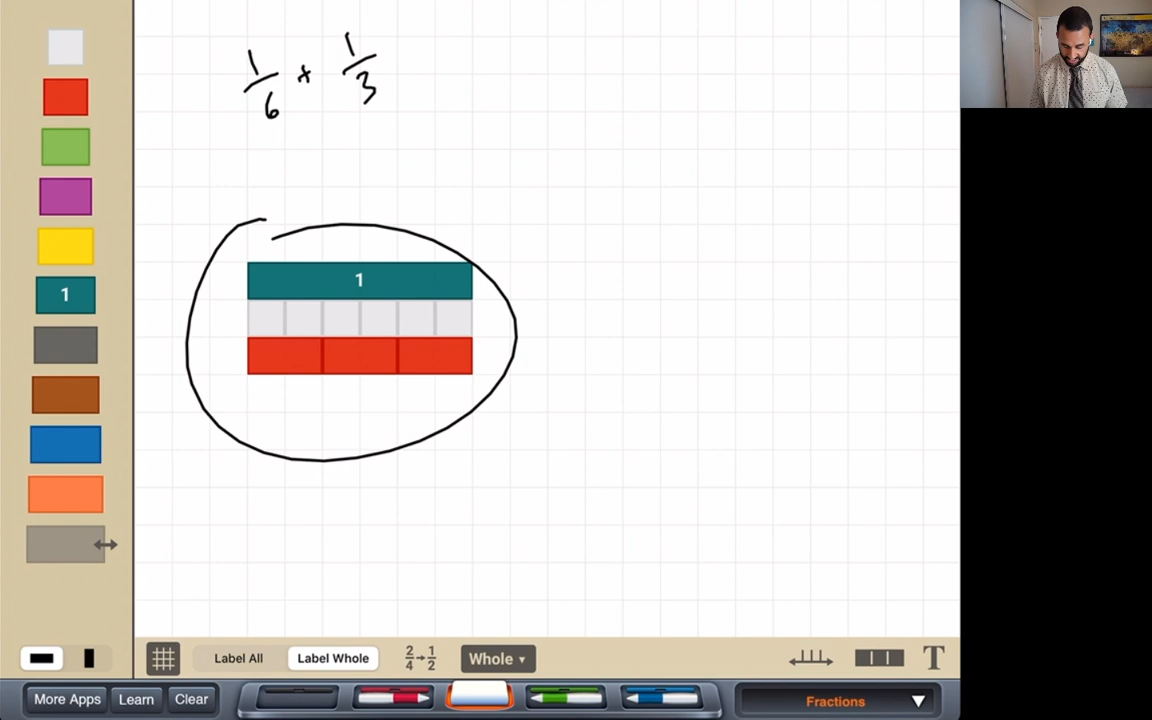 1/6 + 1/3
1
1
Label All Label Whole 2/4→1/2 Whole ▾ T
More Apps Learn Clear Fractions ▼